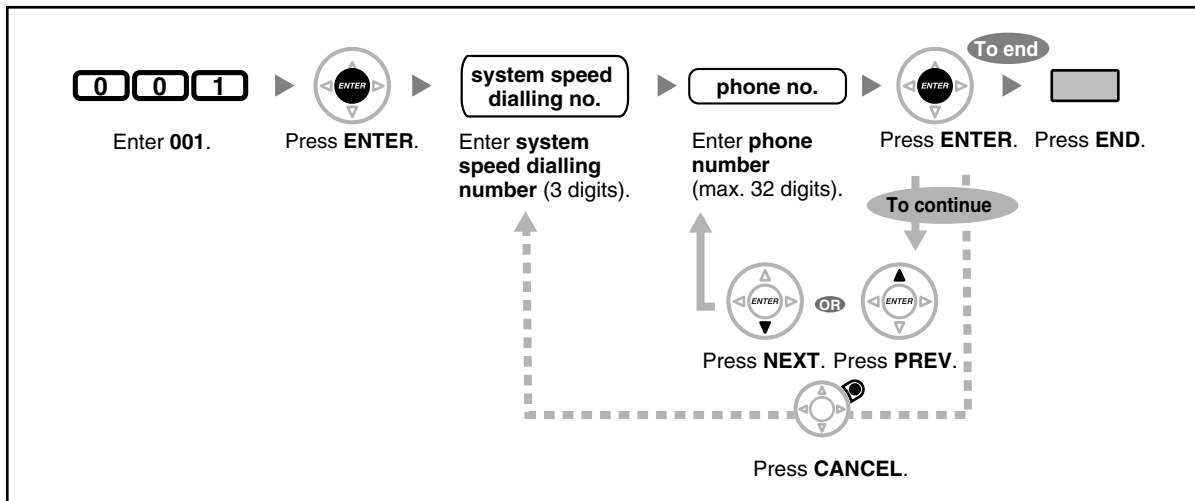 To end
0 0 1
ENTER
system speed
dialling no.
phone no.
ENTER
Enter 001.
Press ENTER.
Enter system
speed dialling
number (3 digits).
Enter phone
number
(max. 32 digits).
Press ENTER.
Press END.
To continue
ENTER
OR
ENTER
Press NEXT.
Press PREV.
Press CANCEL.